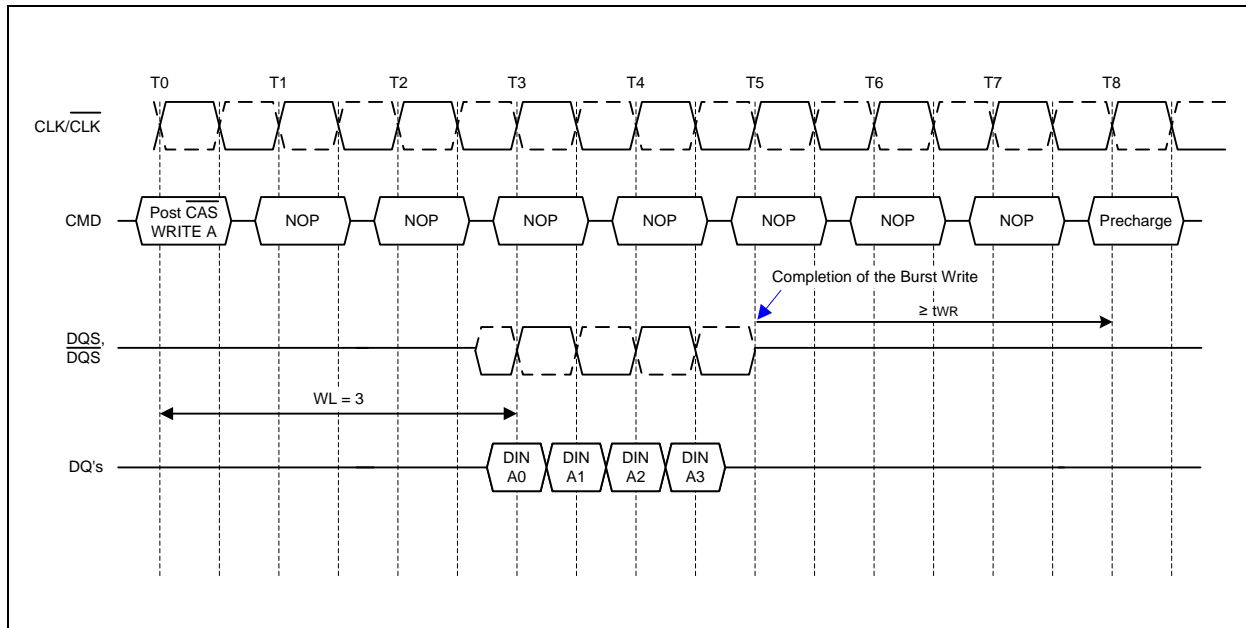 T0 T1 T2 T3 T4 T5 T6 T7 T8
CLK/CLK
CMD
Post CAS
WRITE A
NOP NOP NOP NOP NOP NOP NOP Precharge
Completion of the Burst Write
≥ tWR
DQS,
DQS
WL = 3
DQ's
DIN DIN DIN DIN
A0 A1 A2 A3